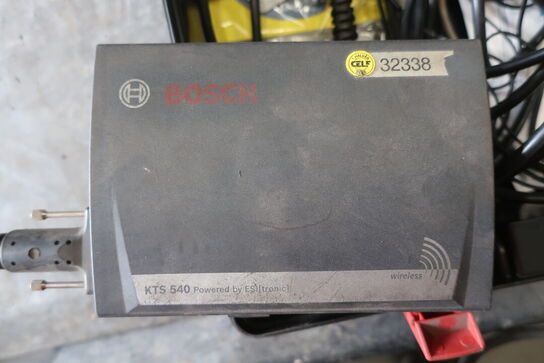 BOSCH
CELF
32338
wireless
KTS 540 Powered by ESI[tronic]